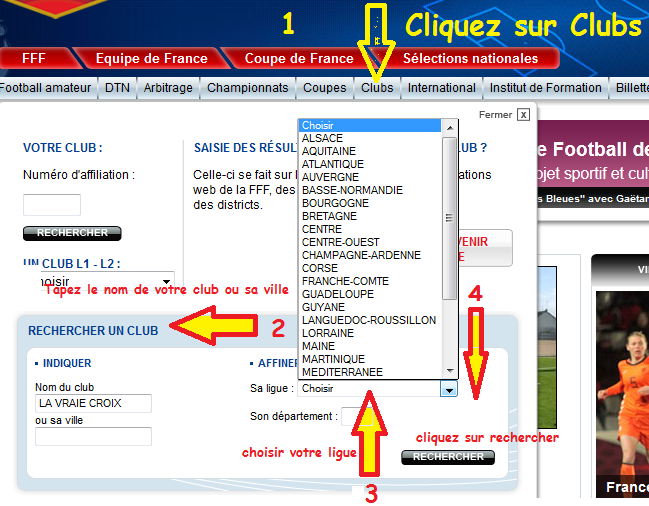 1 Cliquez sur Clubs
FFF Equipe de France Coupe de France Sélections nationales
Football amateur DTN Arbitrage Championnats Coupes Clubs International Institut de Formation Billette
Fermer X
VOTRE CLUB : SAISIE DES RÉSULT CLUB ?
Numéro d'affiliation : Celle-ci se fait sur l ations
web de la FFF, des
des districts.
RECHERCHER
VENIR
E
UN CLUB L1 - L2 :
hoisir
Tapez le nom de votre club ou sa ville
Choisir
ALSACE
AQUITAINE
ATLANTIQUE
AUVERGNE
BASSE-NORMANDIE
BOURGOGNE
BRETAGNE
CENTRE
CENTRE-OUEST
CHAMPAGNE-ARDENNE
CORSE
FRANCHE-COMTE
GUADELOUPE
GUYANE
LANGUEDOC-ROUSSILLON
LORRAINE
MAINE
MARTINIQUE
MEDITERRANEE
e Football de
ojet sportif et cult
s Bleues" avec Gaëtan
VI
RECHERCHER UN CLUB 2
4
INDIQUER AFFINER
Nom du club
LA VRAIE CROIX
ou sa ville
Sa ligue : Choisir
Son département :
choisir votre ligue
cliquez sur rechercher
RECHERCHER
3
France